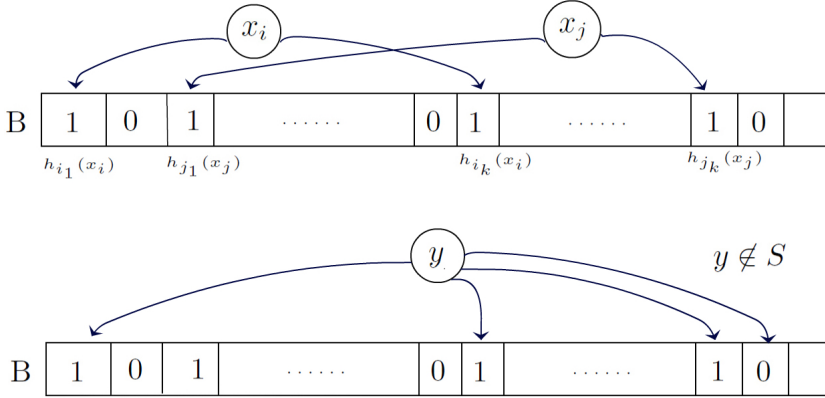 x_i x_j
B 1 0 1 ...... 0 1 ...... 1 0
h_{i_1}(x_i) h_{j_1}(x_j) h_{i_k}(x_i) h_{j_k}(x_j)
y y ∉ S
B 1 0 1 ...... 0 1 ...... 1 0